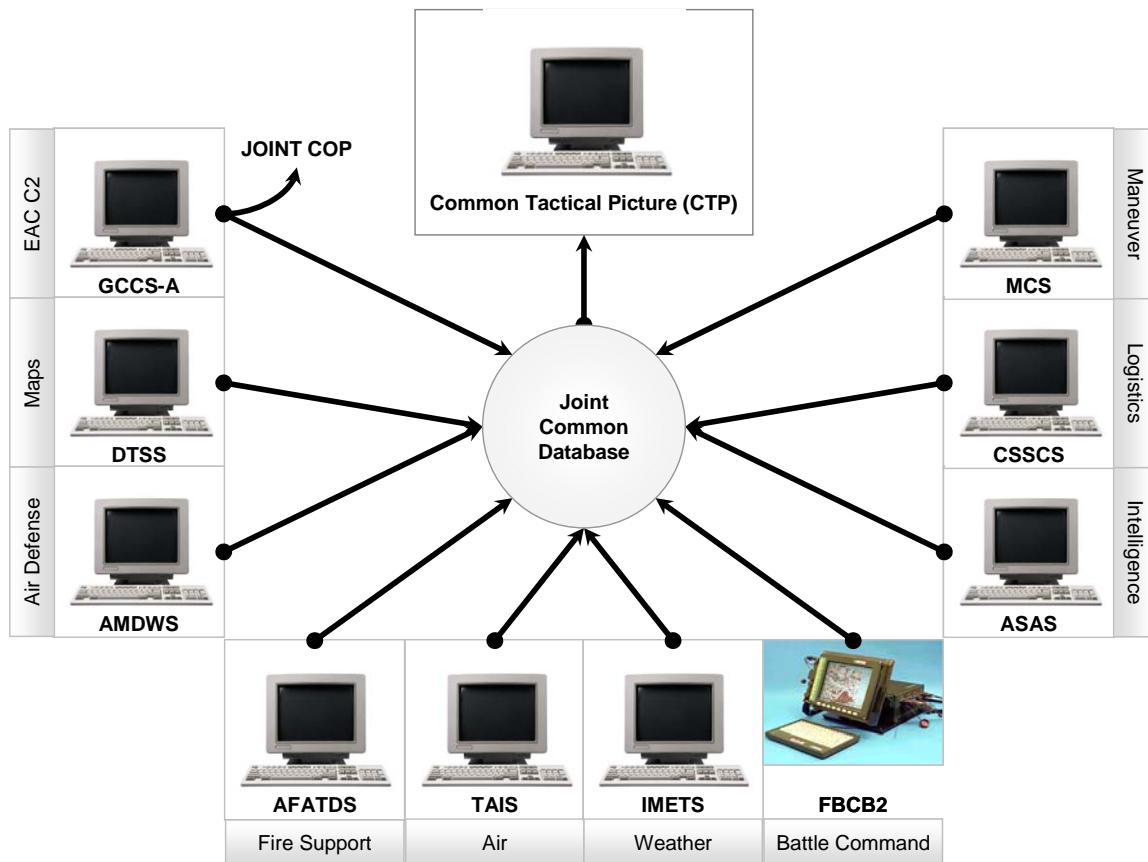 Common Tactical Picture (CTP)
JOINT COP
EAC C2
GCCS-A
Maps
DTSS
Air Defense
AMDWS
Joint
Common
Database
Maneuver
MCS
Logistics
CSSCS
Intelligence
ASAS
AFATDS
TAIS
IMETS
FBCB2
Fire Support
Air
Weather
Battle Command